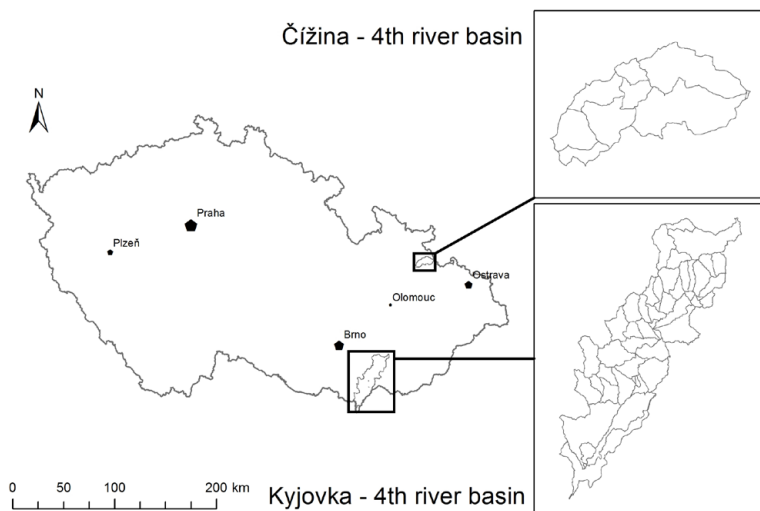 Čížina - 4th river basin
N
Praha
Plzeň
Ostrava
Olomouc
Brno
0 50 100 200 km
Kyjovka - 4th river basin